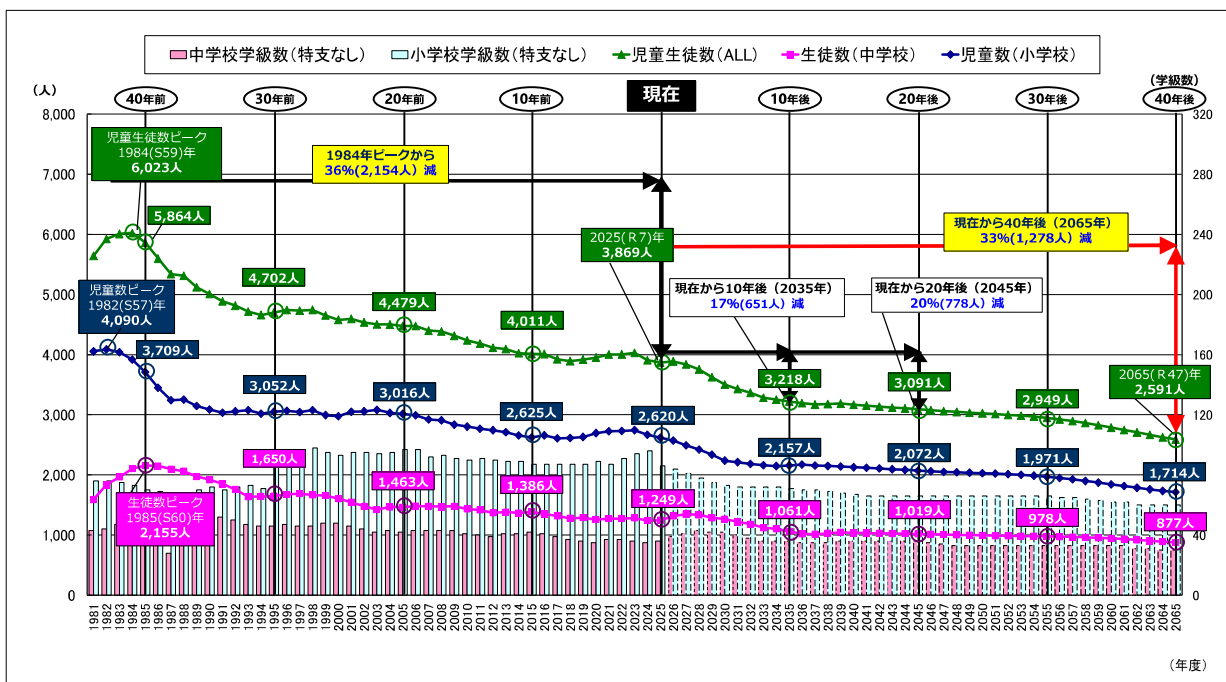 中学校学級数(特支なし) 小学校学級数(特支なし) 児童生徒数(ALL) 生徒数(中学校) 児童数(小学校)
(人) 40年前 30年前 20年前 10年前 現在 10年後 20年後 30年後 40年後 (学級数)
8,000 7,000 6,000 5,000 4,000 3,000 2,000 1,000 0
320 280 240 200 160 120 80 40 0
児童生徒数ピーク
1984(S59)年
6,023人
1984年ピークから
36%(2,154人)減
5,864人
4,702人
4,479人
4,011人
2025(R7)年
3,869人
現在から40年後(2065年)
33%(1,278人)減
現在から10年後(2035年)
17%(651人)減
現在から20年後(2045年)
20%(778人)減
3,218人
3,091人
2,949人
2065(R47)年
2,591人
児童数ピーク
1982(S57)年
4,090人
3,709人
3,052人
3,016人
2,625人
2,620人
2,157人
2,072人
1,971人
1,714人
生徒数ピーク
1985(S60)年
2,155人
1,650人
1,463人
1,386人
1,249人
1,061人
1,019人
978人
877人
1981 1982 1983 1984 1985 1986 1987 1988 1989 1990 1991 1992 1993 1994 1995 1996 1997 1998 1999 2000 2001 2002 2003 2004 2005 2006 2007 2008 2009 2010 2011 2012 2013 2014 2015 2016 2017 2018 2019 2020 2021 2022 2023 2024 2025 2026 2027 2028 2029 2030 2031 2032 2033 2034 2035 2036 2037 2038 2039 2040 2041 2042 2043 2044 2045 2046 2047 2048 2049 2050 2051 2052 2053 2054 2055 2056 2057 2058 2059 2060 2061 2062 2063 2064 2065
(年度)